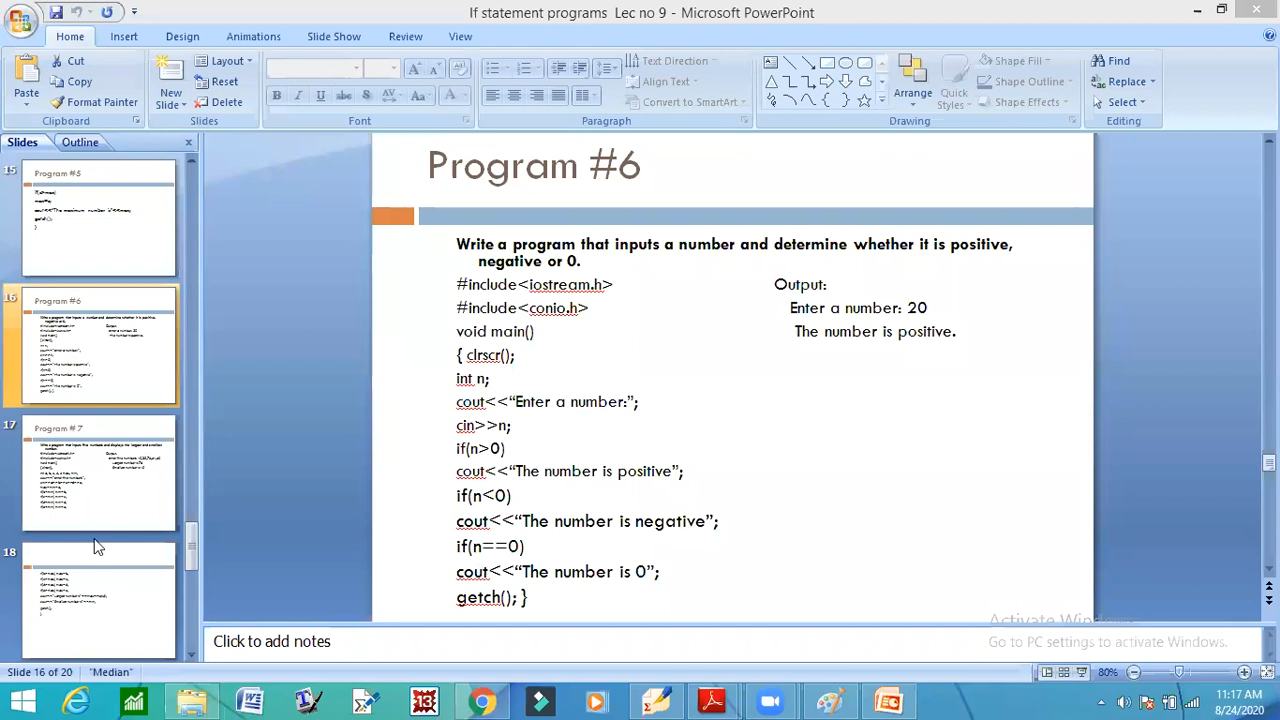 If statement programs Lec no 9 - Microsoft PowerPoint
Home Insert Design Animations Slide Show Review View
Paste
Cut
Copy
Format Painter
Clipboard
New Slide
Layout
Reset
Delete
Slides
B I U abc S AV Aa A
Font
Text Direction
Align Text
Convert to SmartArt
Paragraph
Arrange
Quick Styles
Shape Fill
Shape Outline
Shape Effects
Drawing
Find
Replace
Select
Editing
Slides Outline
15
Program #5
16
Program #6
17
Program # 7
18
Program #6
Write a program that inputs a number and determine whether it is positive,
negative or 0.
#include<iostream.h> Output:
#include<conio.h> Enter a number: 20
void main() The number is positive.
{ clrscr();
int n;
cout<<“Enter a number:”;
cin>>n;
if(n>0)
cout<<“The number is positive”;
if(n<0)
cout<<“The number is negative”;
if(n==0)
cout<<“The number is 0”;
getch(); }
Activate Windows
Go to PC settings to activate Windows.
Click to add notes
Slide 16 of 20 "Median" 80%
11:17 AM
8/24/2020